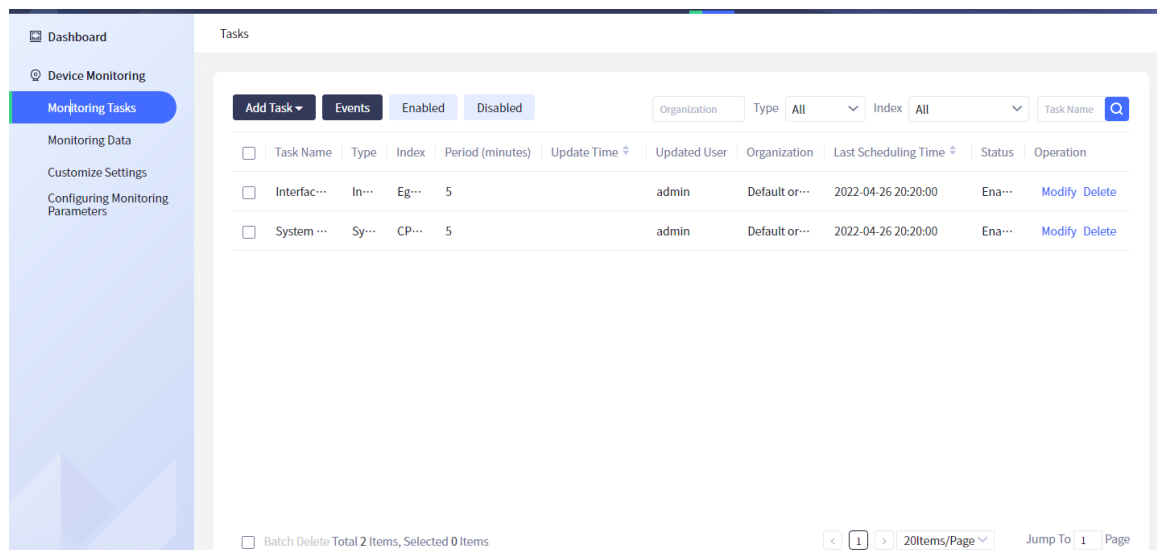 Dashboard
Tasks
Device Monitoring
Monitoring Tasks
Monitoring Data
Customize Settings
Configuring Monitoring
Parameters
Add Task Events Enabled Disabled Organization Type All Index All Task Name
Task Name Type Index Period (minutes) Update Time Updated User Organization Last Scheduling Time Status Operation
Interfac··· In··· Eg··· 5 admin Default or··· 2022-04-26 20:20:00 Ena··· Modify Delete
System ··· Sy··· CP··· 5 admin Default or··· 2022-04-26 20:20:00 Ena··· Modify Delete
Batch Delete Total 2 Items, Selected 0 Items < 1 > 20Items/Page Jump To 1 Page